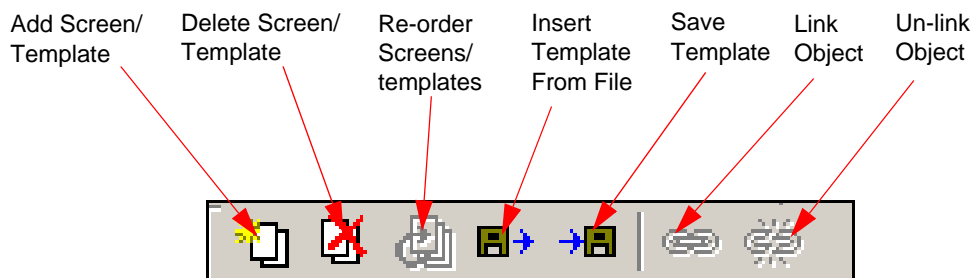 Add Screen/
Template
Delete Screen/
Template
Re-order
Screens/
templates
Insert
Template
From File
Save
Template
Link
Object
Un-link
Object